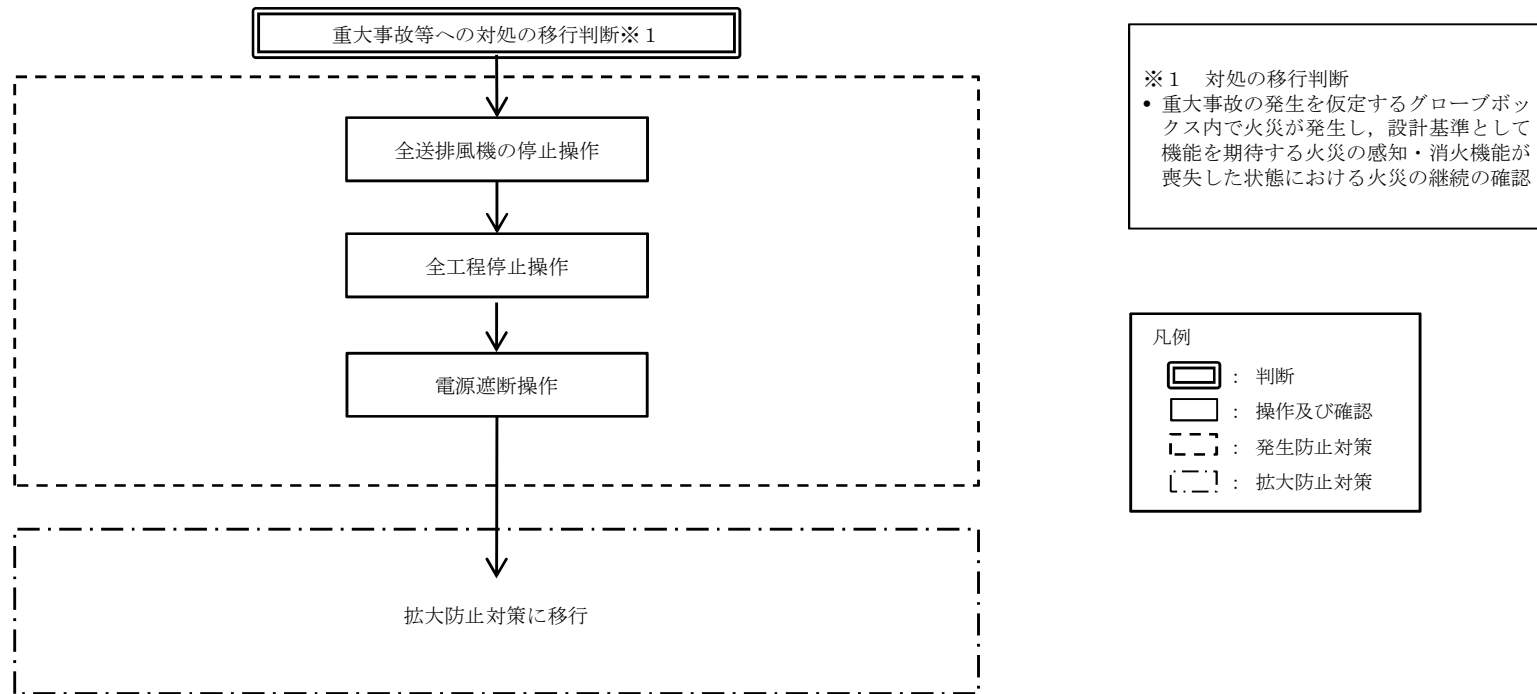 重大事故等への対処の移行判断※１
全送排風機の停止操作
全工程停止操作
電源遮断操作
拡大防止対策に移行
※１　対処の移行判断
• 重大事故の発生を仮定するグローブボッ
クス内で火災が発生し，設計基準として
機能を期待する火災の感知・消火機能が
喪失した状態における火災の継続の確認
凡例
： 判断
： 操作及び確認
： 発生防止対策
： 拡大防止対策